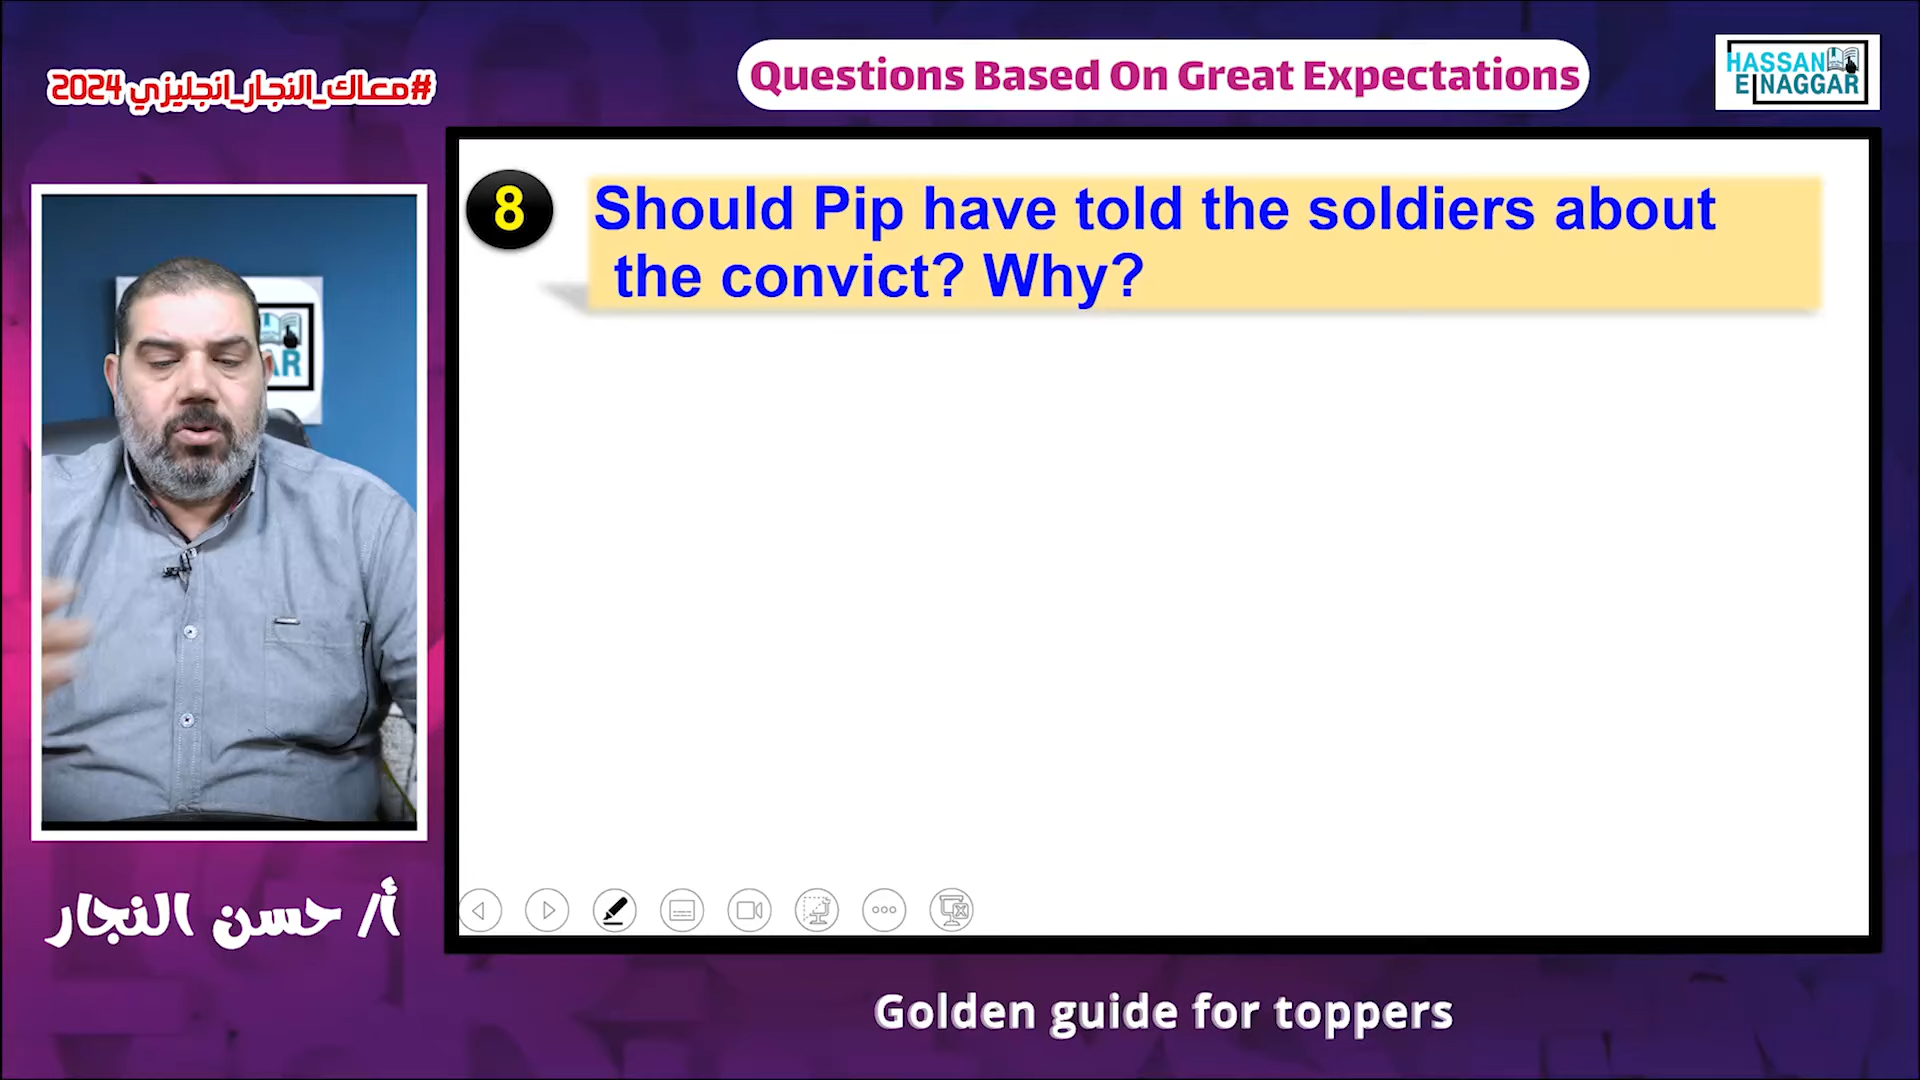 #معاك_النجار_انجليزي 2024
Questions Based On Great Expectations
HASSAN
ELNAGGAR
8
Should Pip have told the soldiers about
the convict? Why?
AR
أ/ حسن النجار
Golden guide for toppers